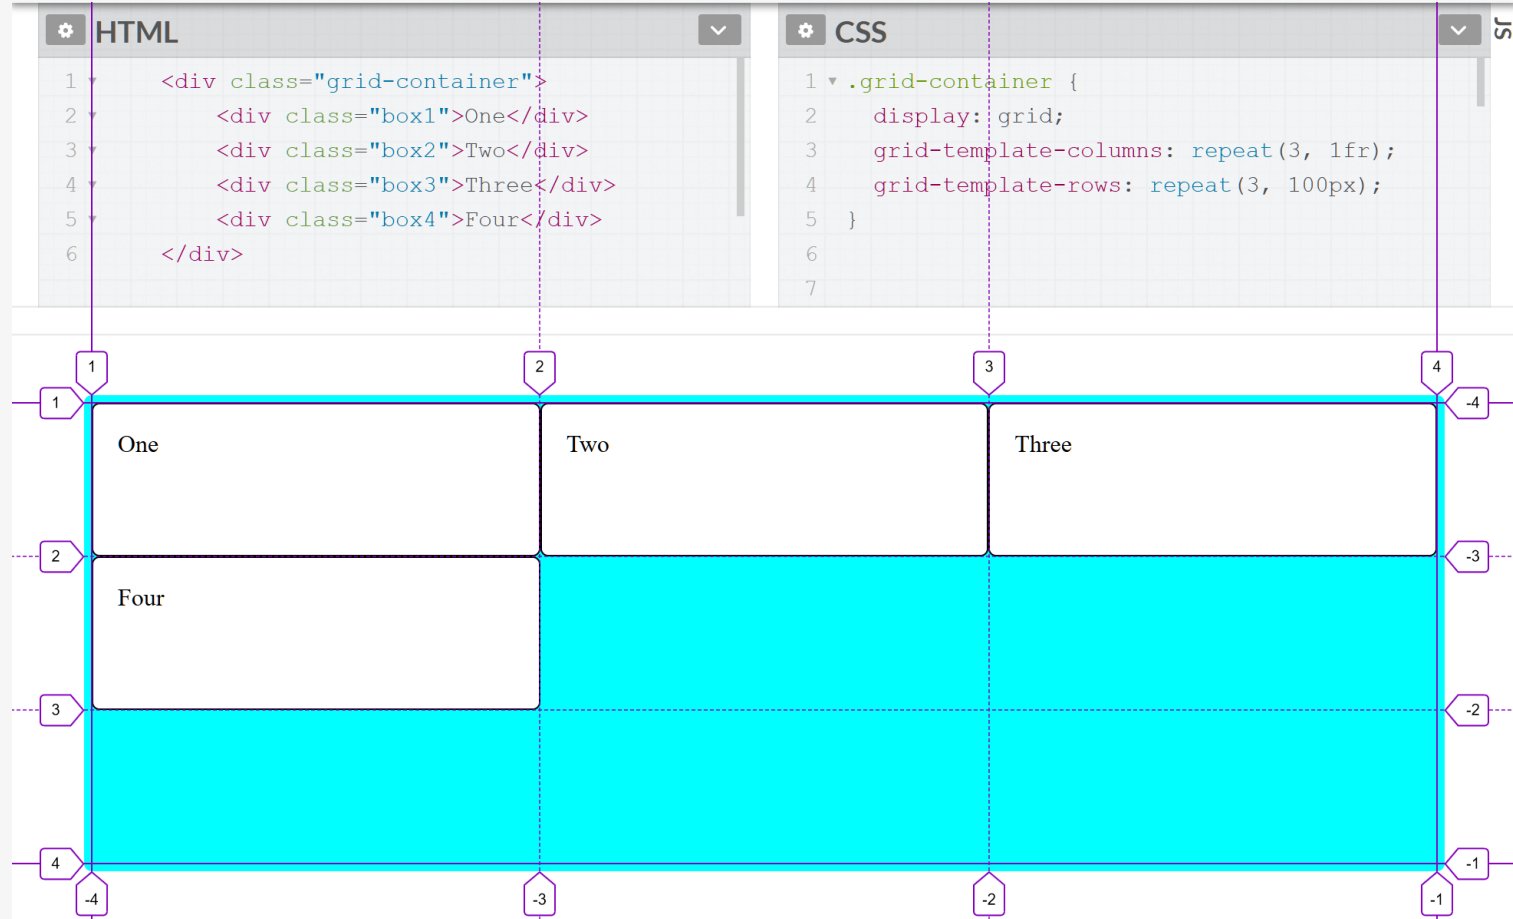 HTML
1 <div class="grid-container">
2 <div class="box1">One</div>
3 <div class="box2">Two</div>
4 <div class="box3">Three</div>
5 <div class="box4">Four</div>
6 </div>
CSS
1 .grid-container {
2 display: grid;
3 grid-template-columns: repeat(3, 1fr);
4 grid-template-rows: repeat(3, 100px);
5 }
6
7
JS
1 2 3 4
1 -4
One Two Three
2 -3
Four
3 -2
4 -1
-4 -3 -2 -1